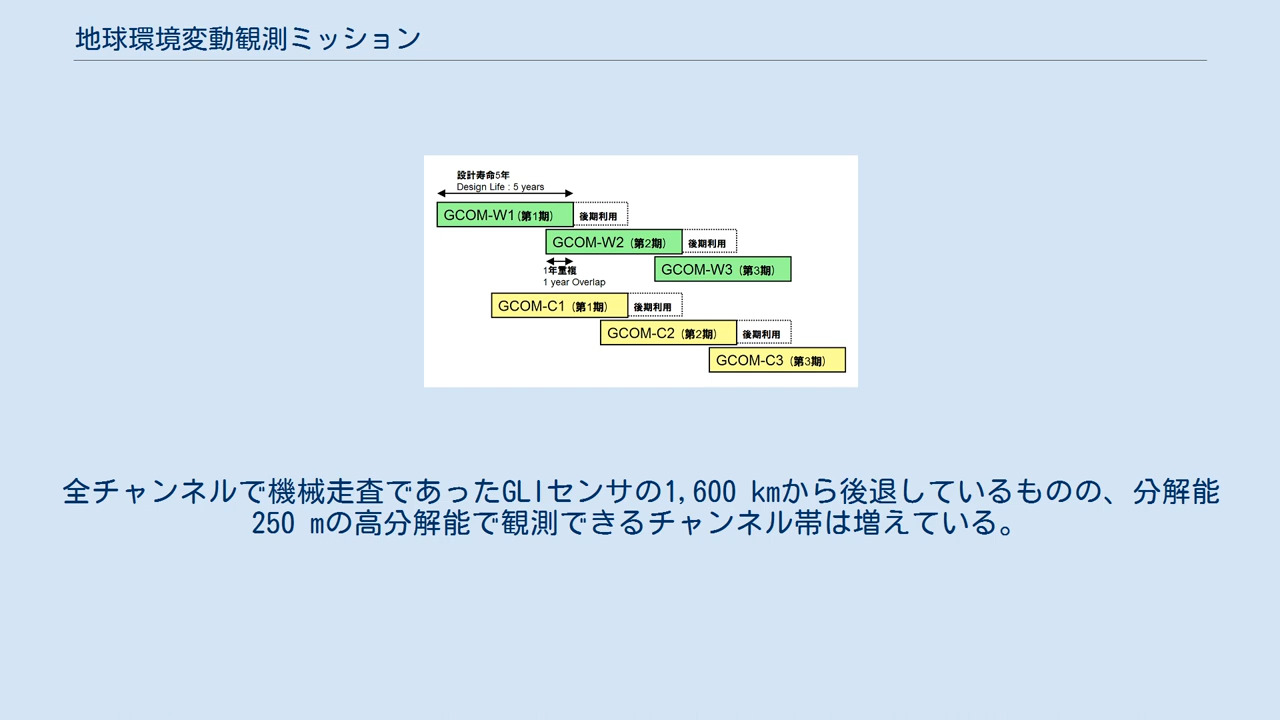 地球環境変動観測ミッション
設計寿命5年
Design Life : 5 years
GCOM-W1 (第1期) 後期利用
GCOM-W2 (第2期) 後期利用
GCOM-W3 (第3期)
1年重複
1 year Overlap
GCOM-C1 (第1期) 後期利用
GCOM-C2 (第2期) 後期利用
GCOM-C3 (第3期)
全チャンネルで機械走査であったGLIセンサの1,600 kmから後退しているものの、分解能
250 mの高分解能で観測できるチャンネル帯は増えている。